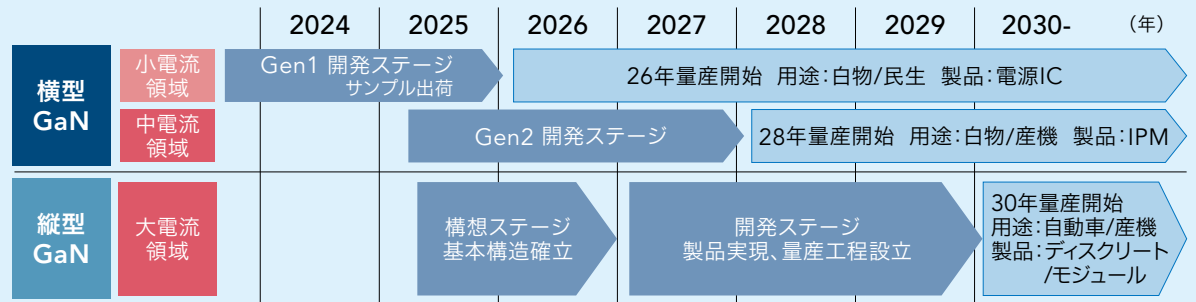 2024 2025 2026 2027 2028 2029 2030- (年)
横型
GaN
小電流
領域
Gen1 開発ステージ
サンプル出荷
26年量産開始 用途:白物/民生 製品:電源IC
中電流
領域
Gen2 開発ステージ
28年量産開始 用途:白物/産機 製品:IPM
縦型
GaN
大電流
領域
構想ステージ
基本構造確立
開発ステージ
製品実現、量産工程設立
30年量産開始
用途:自動車/産機
製品:ディスクリート
/モジュール